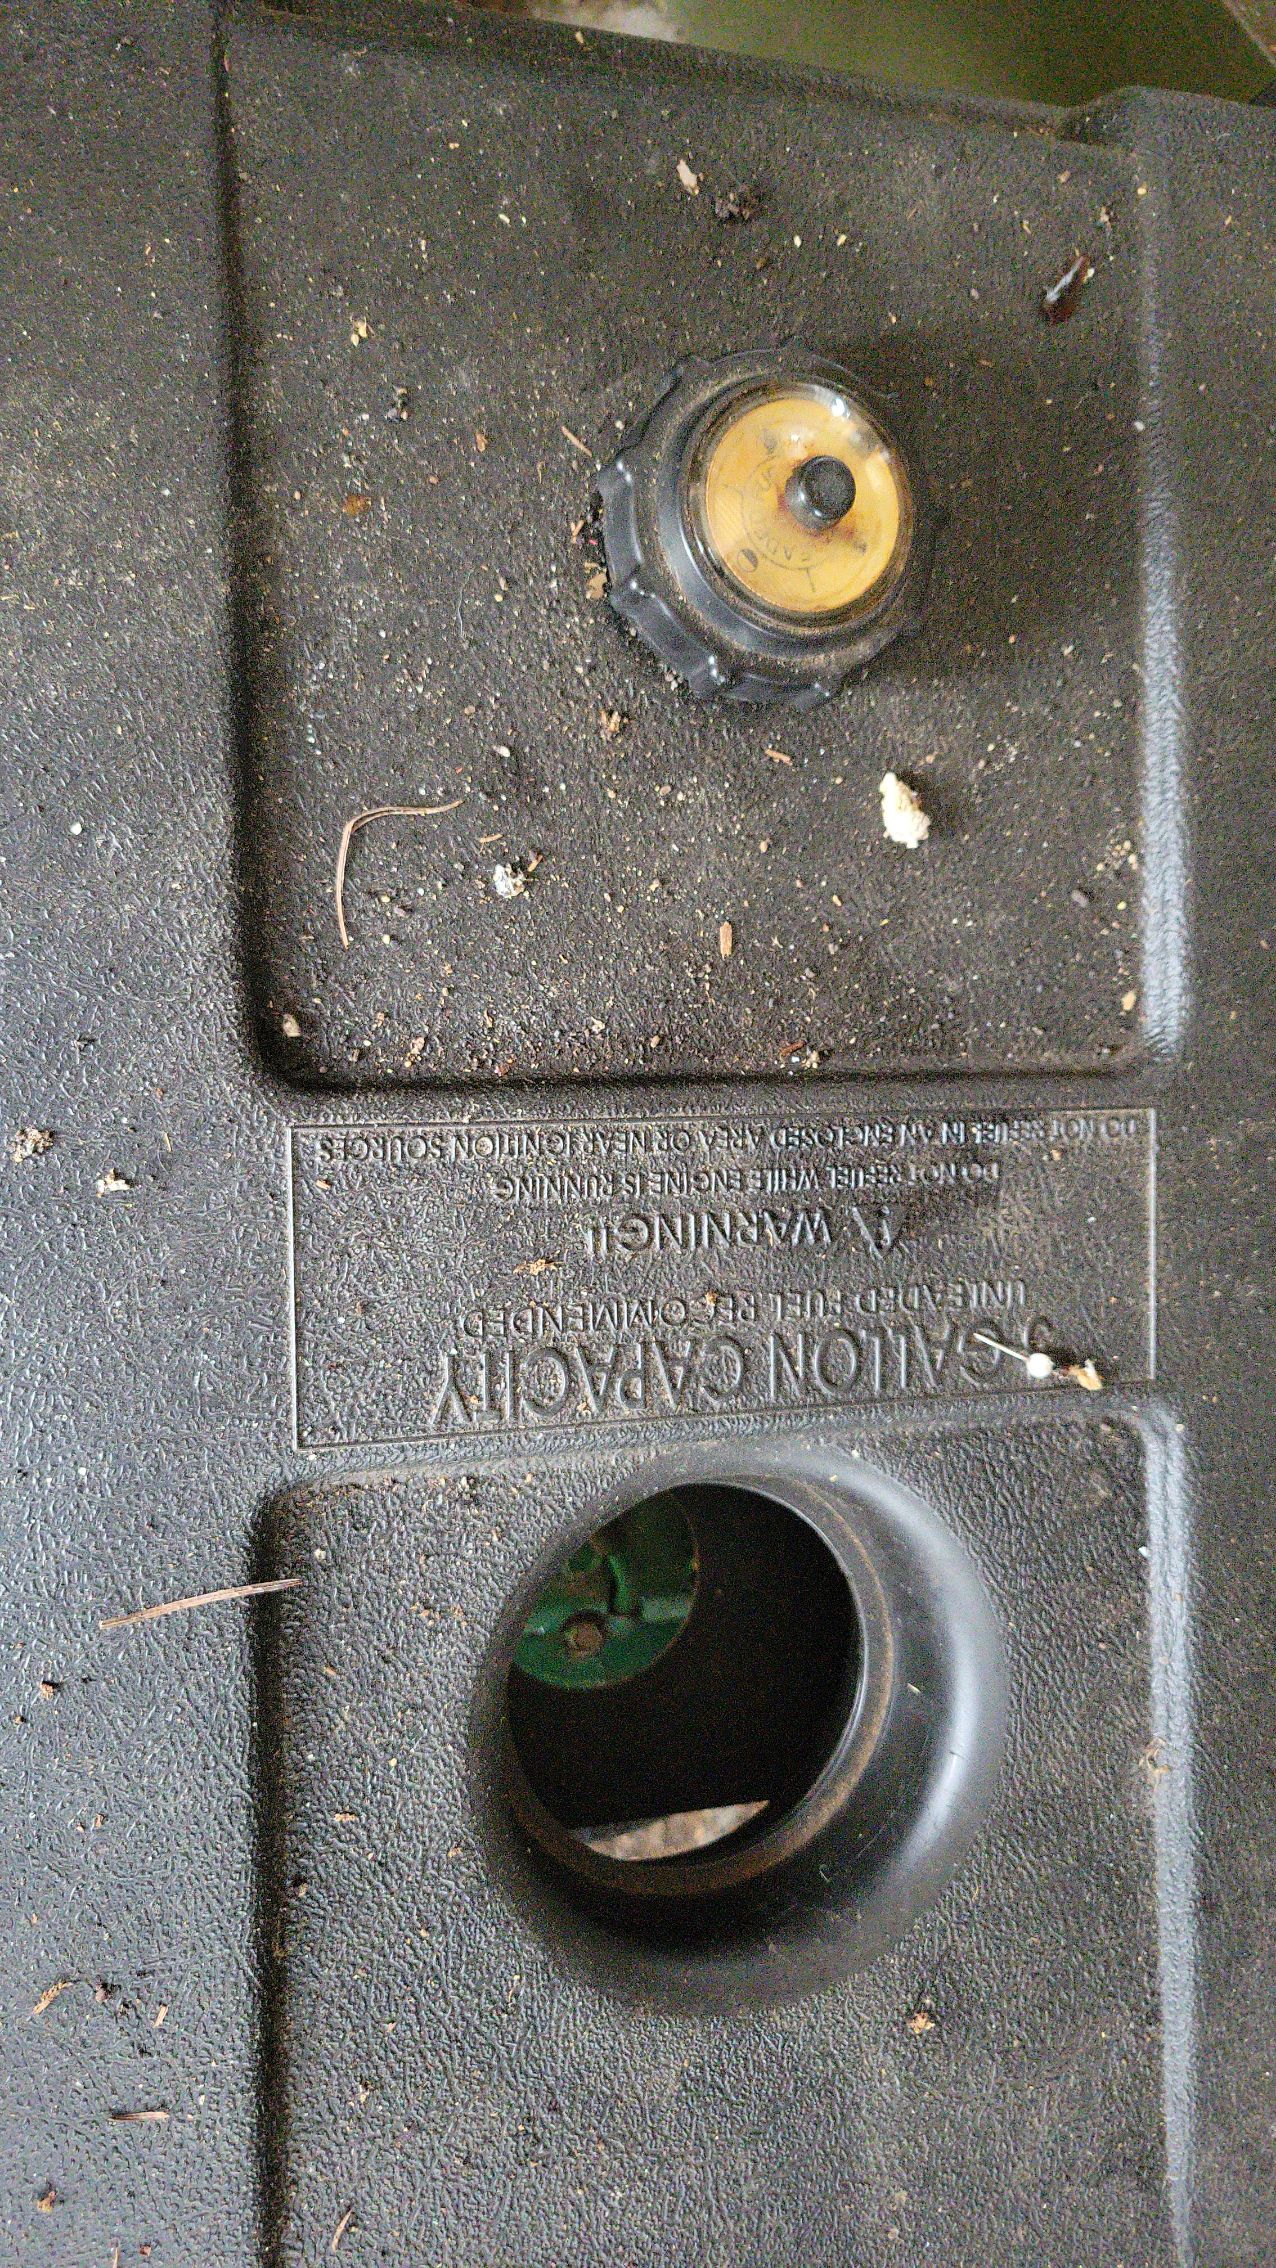 GALLON CAPACITY
UNLEADED FUEL RECOMMENDED
⚠ WARNING!!
DO NOT REFUEL WHILE ENGINE IS RUNNING
DO NOT REFUEL IN AN ENCLOSED AREA OR NEAR IGNITION SOURCES